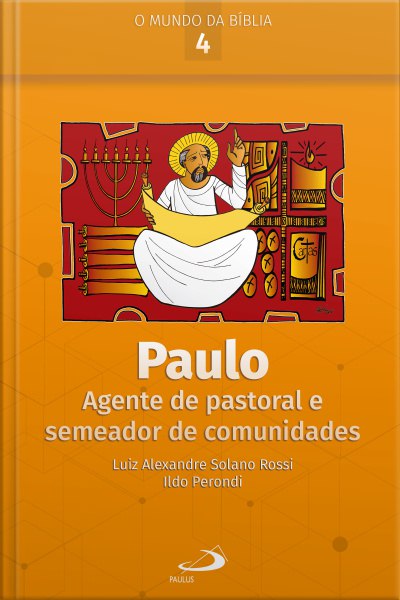 O MUNDO DA BÍBLIA
4
Paulo
Agente de pastoral e
semeador de comunidades
Luiz Alexandre Solano Rossi
Ildo Perondi
PAULUS